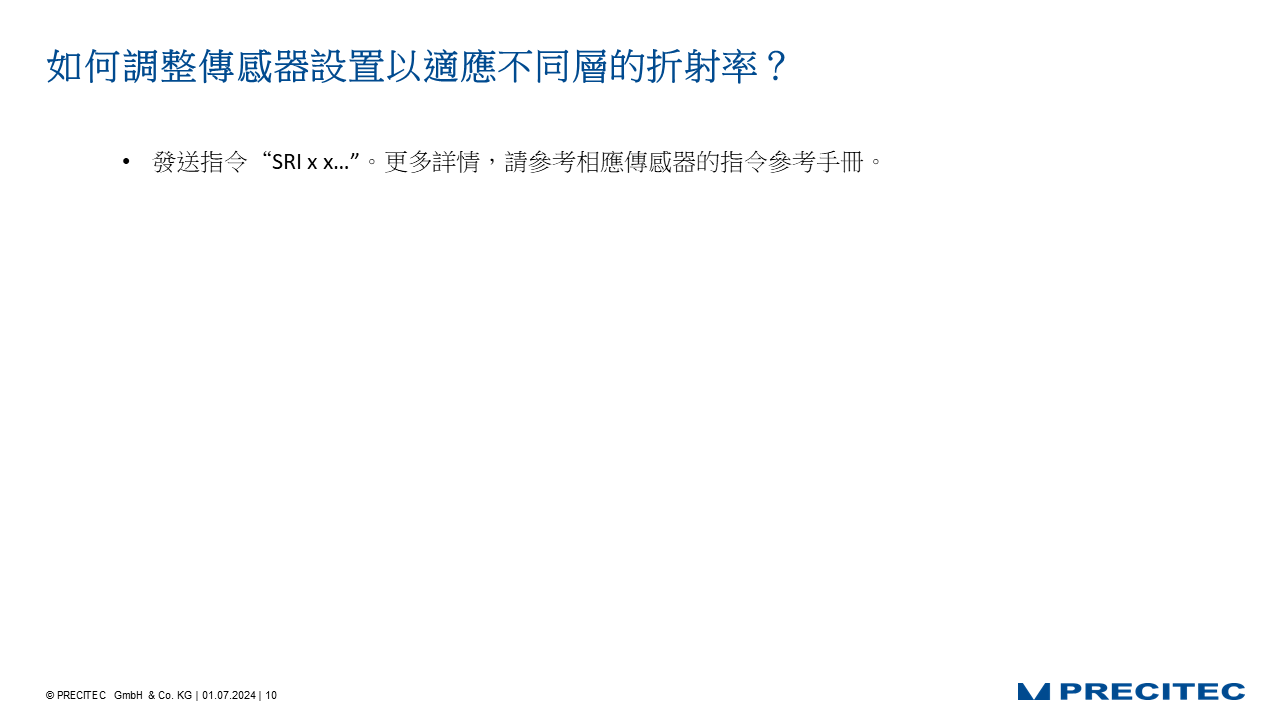 如何調整傳感器設置以適應不同層的折射率？
• 發送指令“SRI x x…”。更多詳情，請參考相應傳感器的指令參考手冊。
© PRECITEC GmbH & Co. KG | 01.07.2024 | 10
PRECITEC